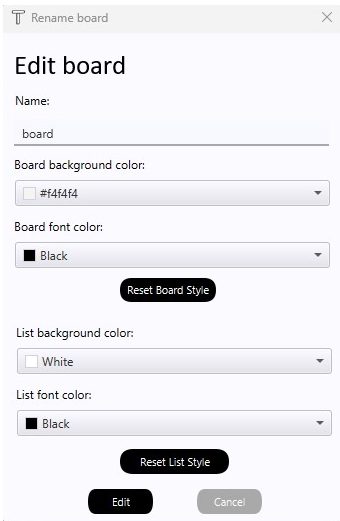 Rename board
Edit board
Name:
board
Board background color:
#f4f4f4
Board font color:
Black
Reset Board Style
List background color:
White
List font color:
Black
Reset List Style
Edit Cancel